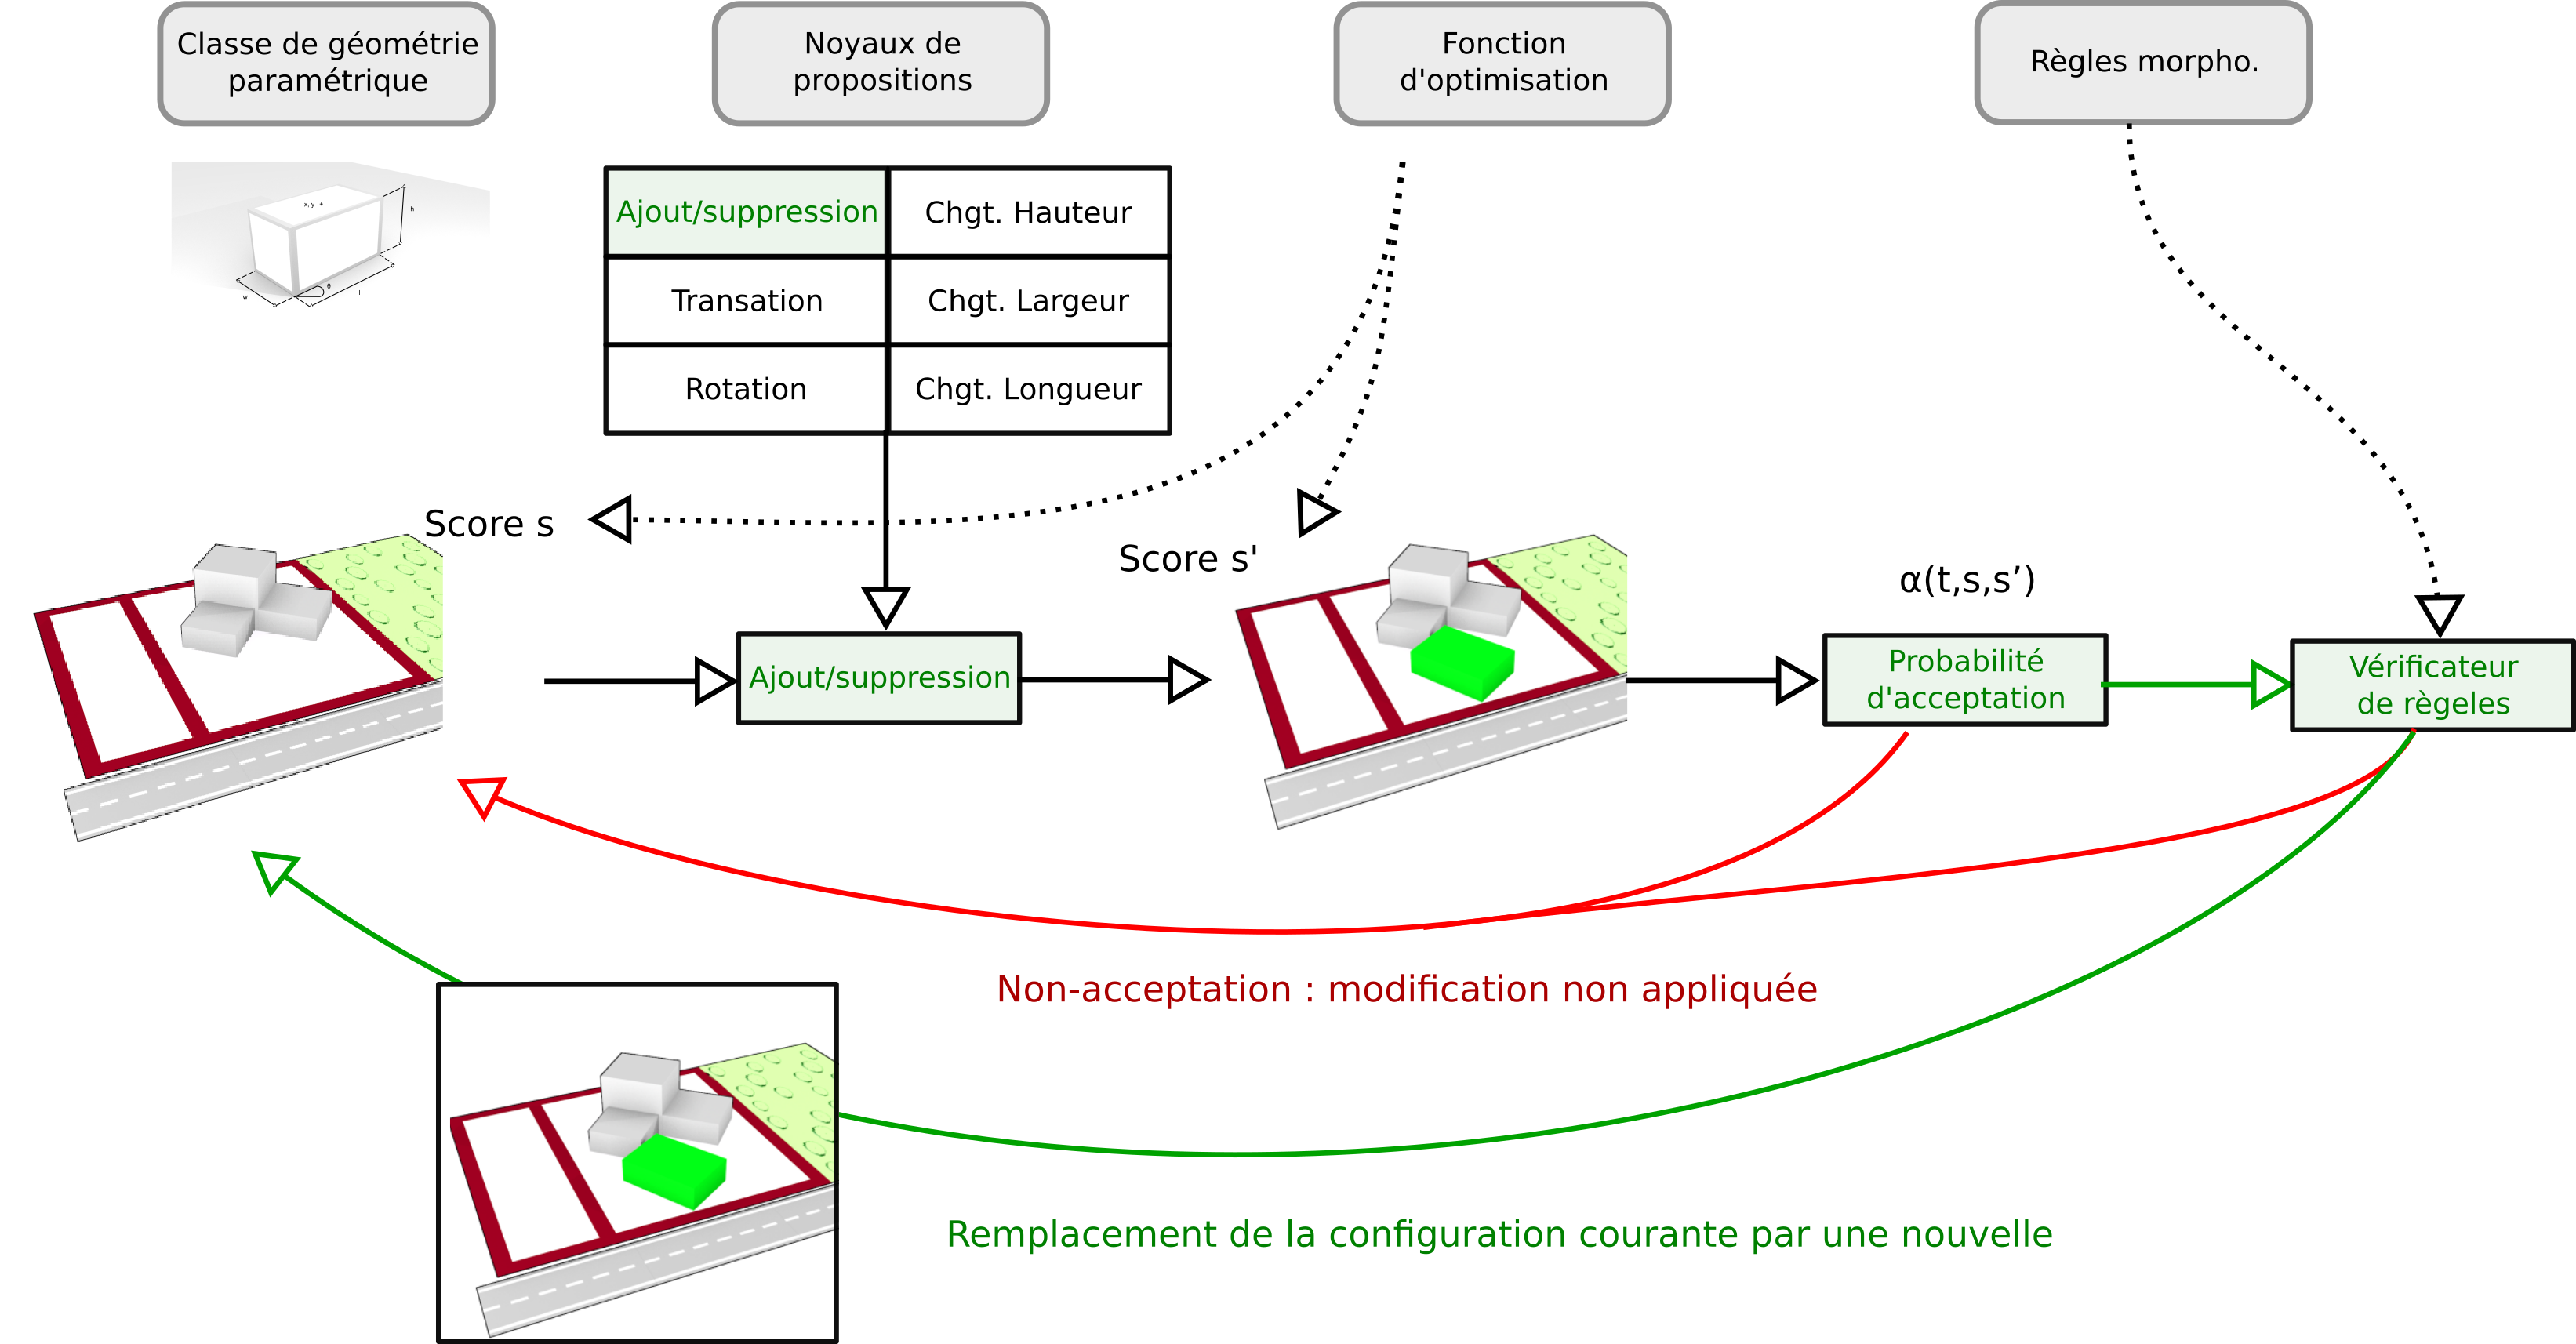 Classe de géométrie
paramétrique
Noyaux de
propositions
Fonction
d'optimisation
Règles morpho.
x, y
h
w
θ
l
Ajout/suppression
Chgt. Hauteur
Transation
Chgt. Largeur
Rotation
Chgt. Longueur
Score s
Score s'
α(t,s,s’)
Ajout/suppression
Probabilité
d'acceptation
Vérificateur
de règeles
Non-acceptation : modification non appliquée
Remplacement de la configuration courante par une nouvelle